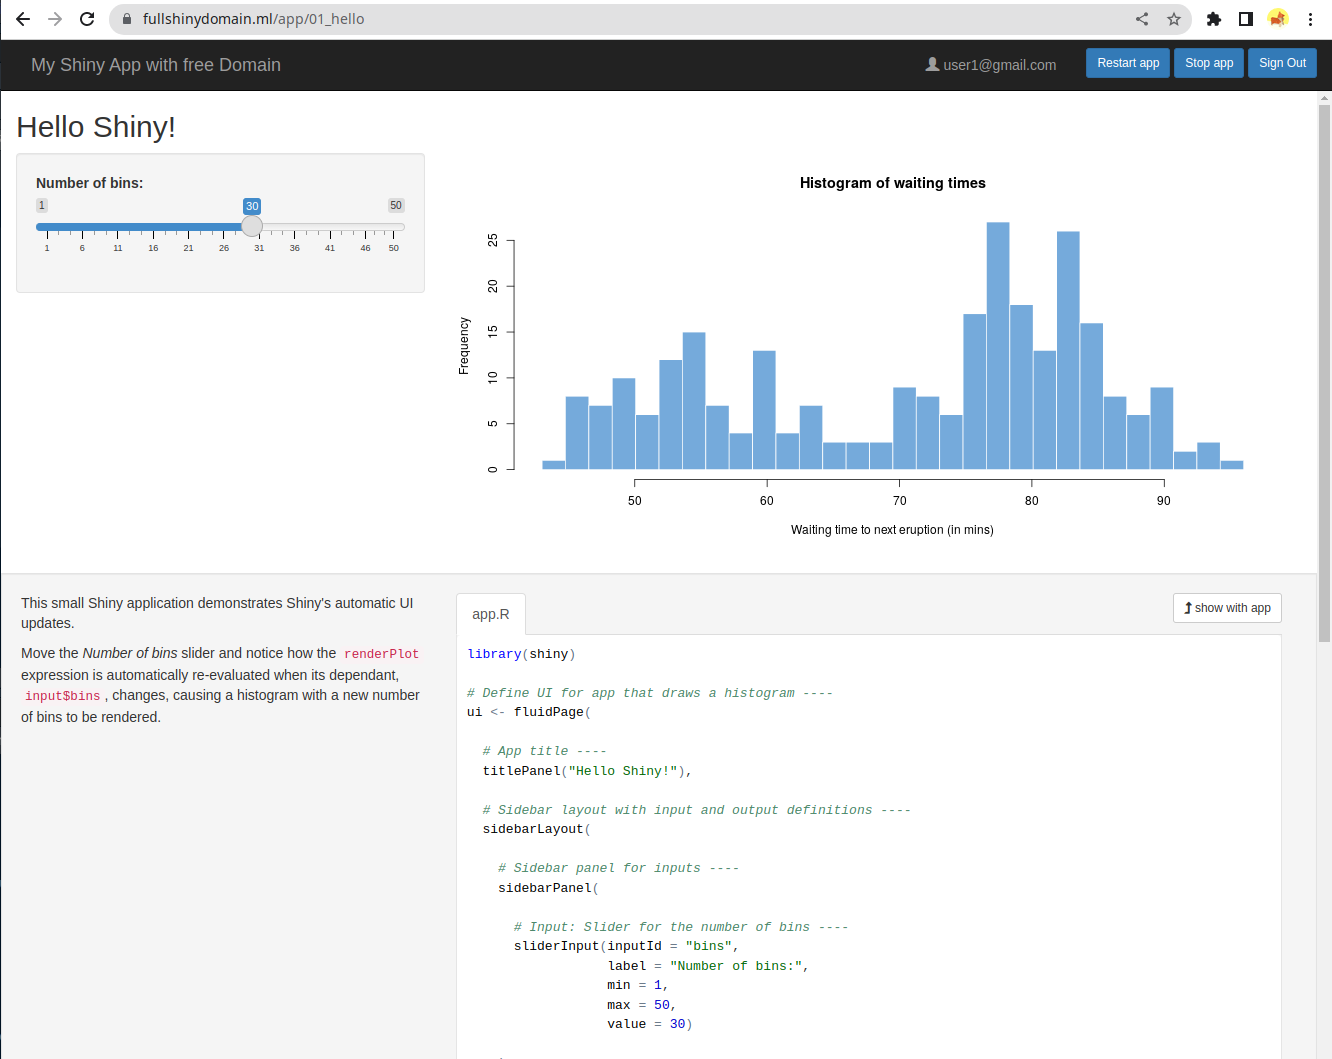 fullshinydomain.ml/app/01_hello
My Shiny App with free Domain
user1@gmail.com
Restart app
Stop app
Sign Out
Hello Shiny!
Number of bins:
1
30
50
1 6 11 16 21 26 31 36 41 46 50
Histogram of waiting times
Frequency
25
20
15
10
5
0
50 60 70 80 90
Waiting time to next eruption (in mins)
This small Shiny application demonstrates Shiny's automatic UI
updates.
Move the Number of bins slider and notice how the renderPlot
expression is automatically re-evaluated when its dependant,
input$bins , changes, causing a histogram with a new number
of bins to be rendered.
app.R
show with app
library(shiny)
# Define UI for app that draws a histogram ----
ui <- fluidPage(
# App title ----
titlePanel("Hello Shiny!"),
# Sidebar layout with input and output definitions ----
sidebarLayout(
# Sidebar panel for inputs ----
sidebarPanel(
# Input: Slider for the number of bins ----
sliderInput(inputId = "bins",
label = "Number of bins:",
min = 1,
max = 50,
value = 30)